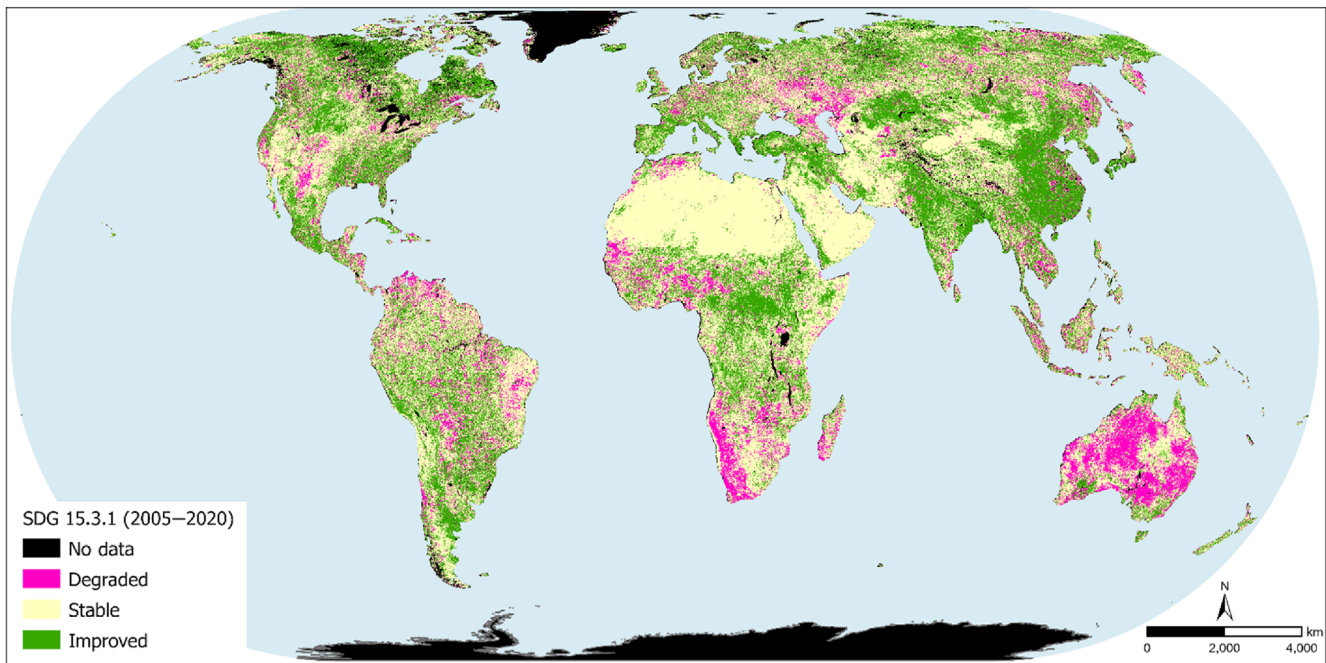 SDG 15.3.1 (2005—2020)
No data
Degraded
Stable
Improved
N
km
0 2,000 4,000